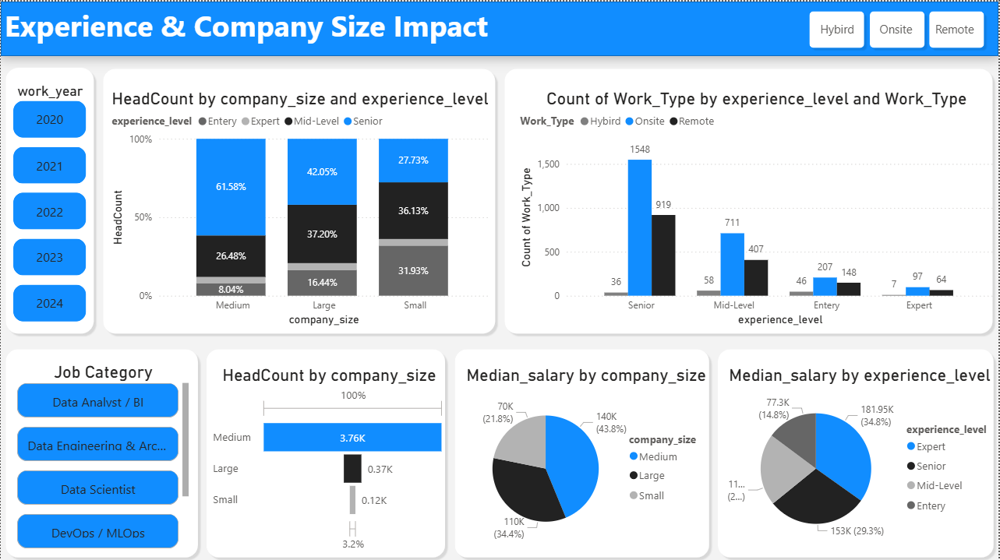 Experience & Company Size Impact
Hybird
Onsite
Remote
work_year
2020
2021
2022
2023
2024
HeadCount by company_size and experience_level
experience_level Entery Expert Mid-Level Senior
100%
50%
0%
HeadCount
61.58%
26.48%
8.04%
42.05%
37.20%
16.44%
27.73%
36.13%
31.93%
Medium Large Small
company_size
Count of Work_Type by experience_level and Work_Type
Work_Type Hybird Onsite Remote
1,500
1,000
500
0
Count of Work_Type
36 1548 919
58 711 407
46 207 148
7 97 64
Senior Mid-Level Entery Expert
experience_level
Job Category
Data Analyst / BI
Data Engineering & Arc...
Data Scientist
DevOps / MLOps
HeadCount by company_size
100%
Medium 3.76K
Large 0.37K
Small 0.12K
3.2%
Median_salary by company_size
70K
(21.8%)
140K
(43.8%)
110K
(34.4%)
company_size
Medium
Large
Small
Median_salary by experience_level
77.3K
(14.8%)
181.95K
(34.8%)
11...
(2...)
153K (29.3%)
experience_level
Expert
Senior
Mid-Level
Entery